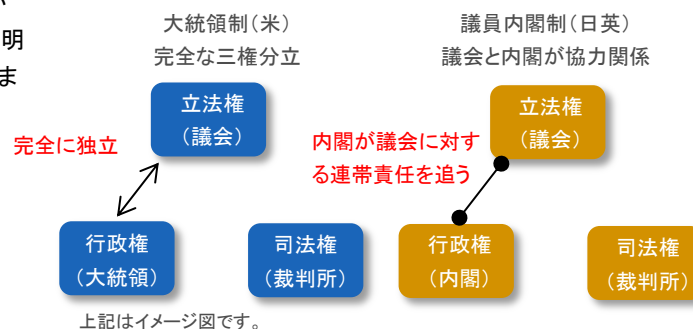 明
ま
大統領制(米)
完全な三権分立
立法権
(議会)
完全に独立
行政権
(大統領)
司法権
(裁判所)
議員内閣制(日英)
議会と内閣が協力関係
立法権
(議会)
内閣が議会に対す
る連帯責任を追う
行政権
(内閣)
司法権
(裁判所)
上記はイメージ図です。